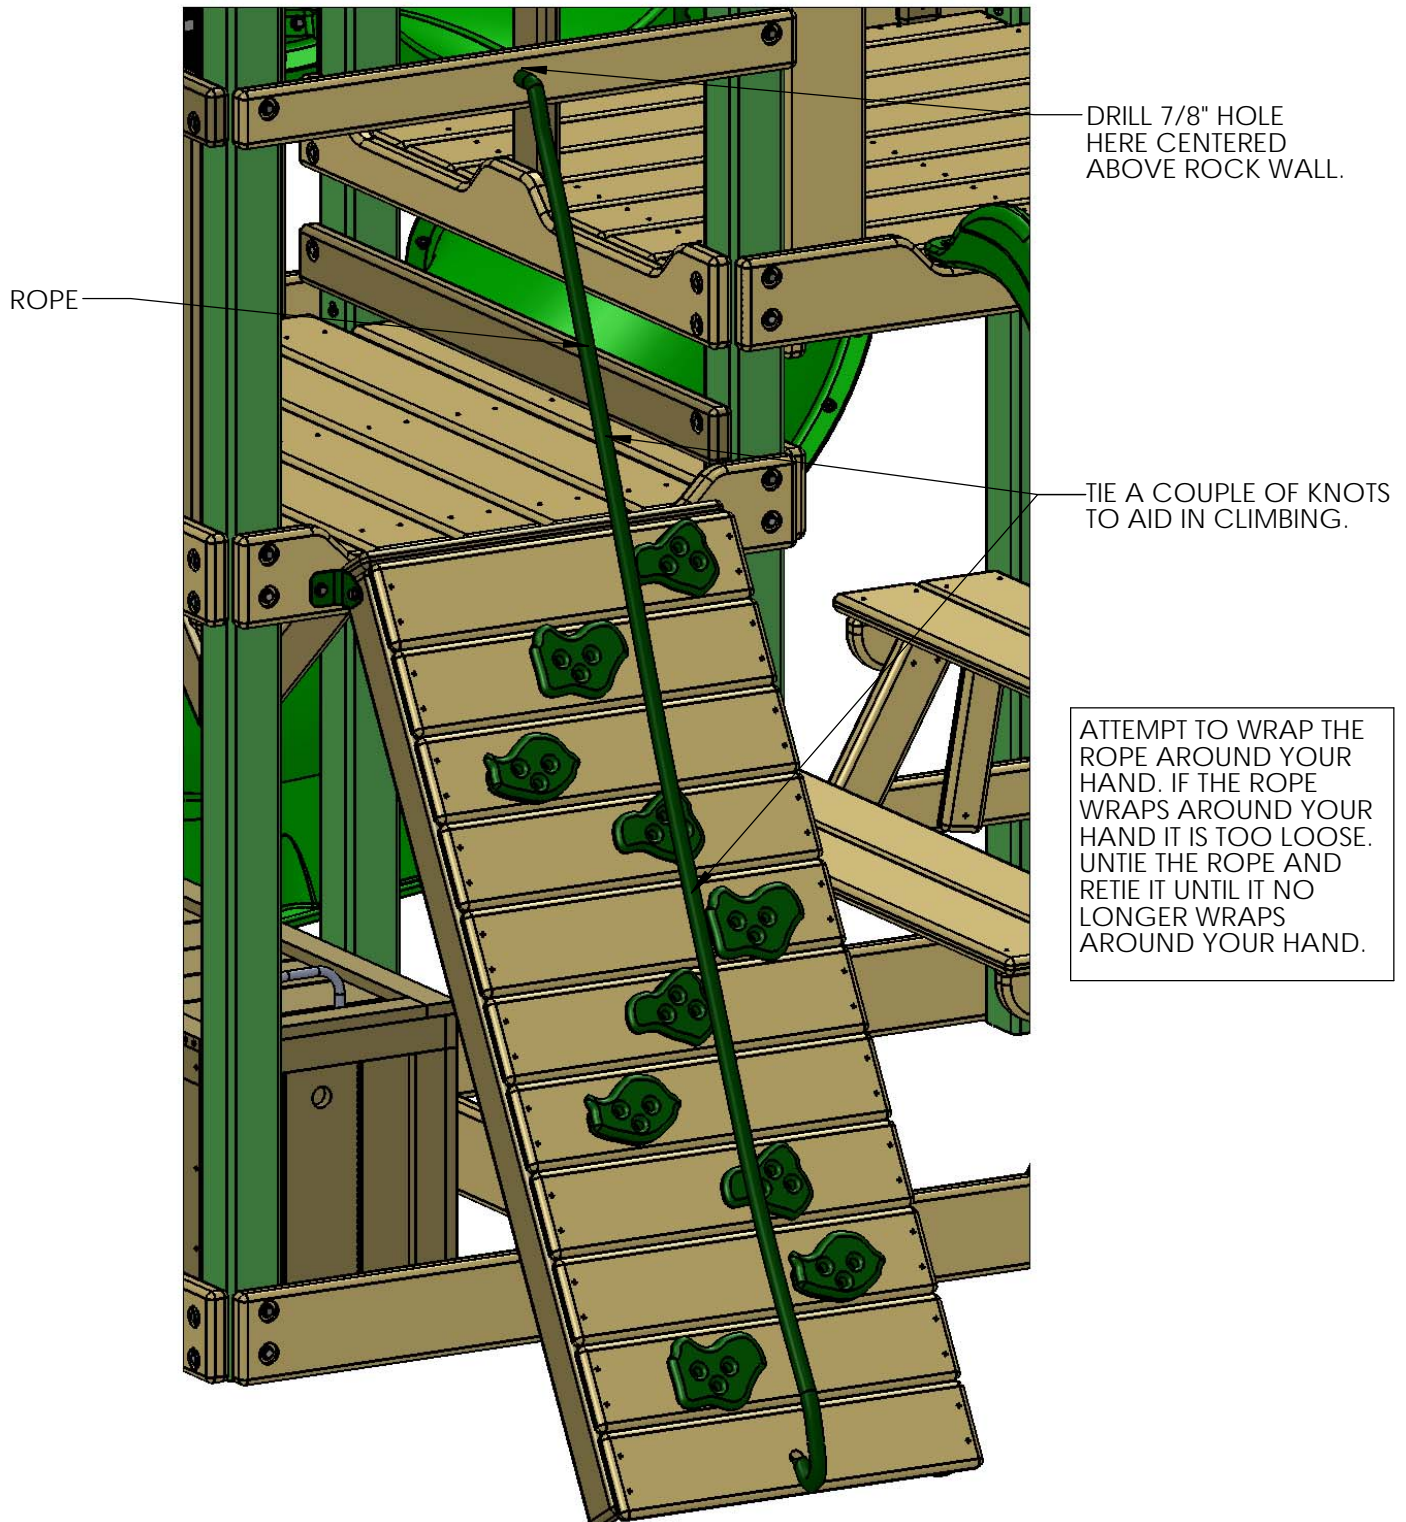 DRILL 7/8" HOLE
HERE CENTERED
ABOVE ROCK WALL.
ROPE
TIE A COUPLE OF KNOTS
TO AID IN CLIMBING.
ATTEMPT TO WRAP THE
ROPE AROUND YOUR
HAND. IF THE ROPE
WRAPS AROUND YOUR
HAND IT IS TOO LOOSE.
UNTIE THE ROPE AND
RETIE IT UNTIL IT NO
LONGER WRAPS
AROUND YOUR HAND.